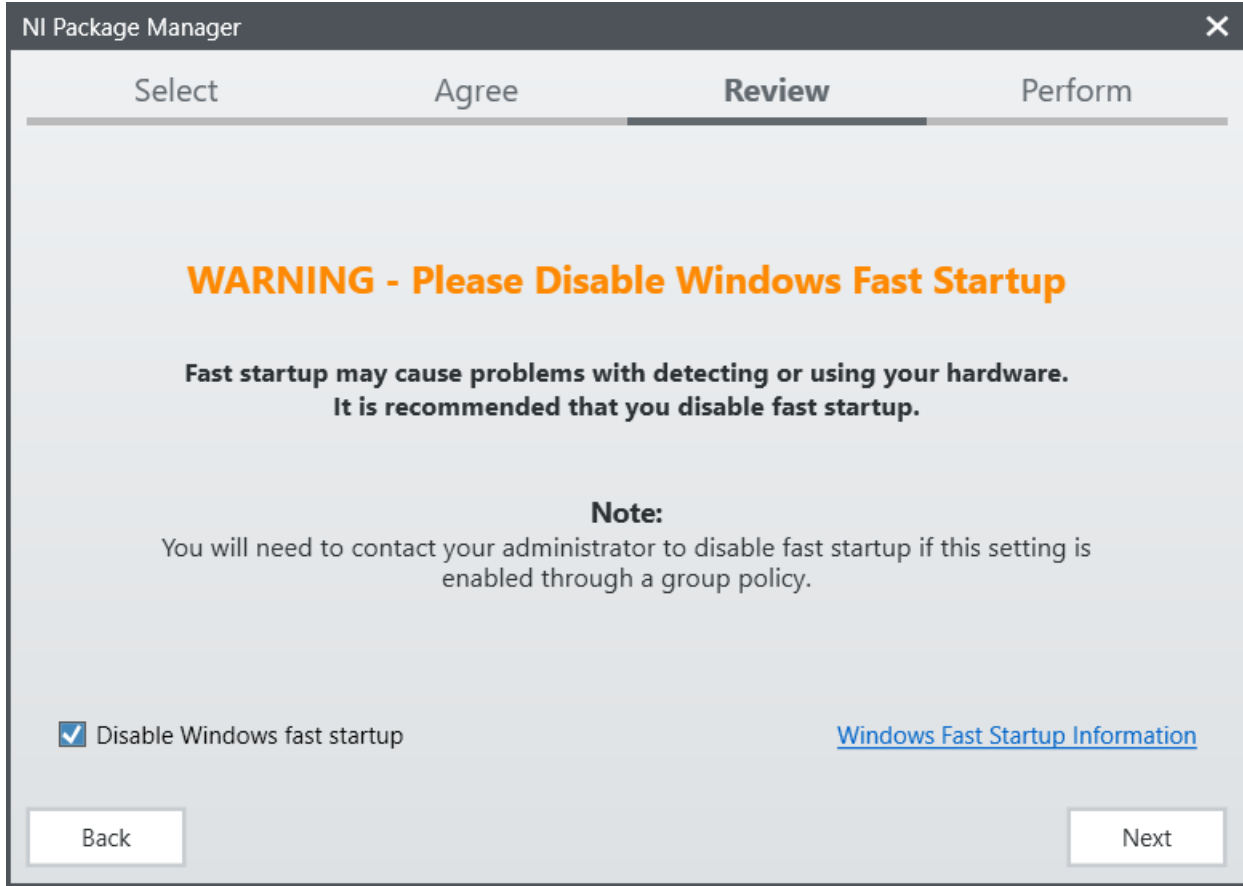 NI Package Manager
Select Agree Review Perform
WARNING - Please Disable Windows Fast Startup
Fast startup may cause problems with detecting or using your hardware.
It is recommended that you disable fast startup.
Note:
You will need to contact your administrator to disable fast startup if this setting is
enabled through a group policy.
Disable Windows fast startup Windows Fast Startup Information
Back Next